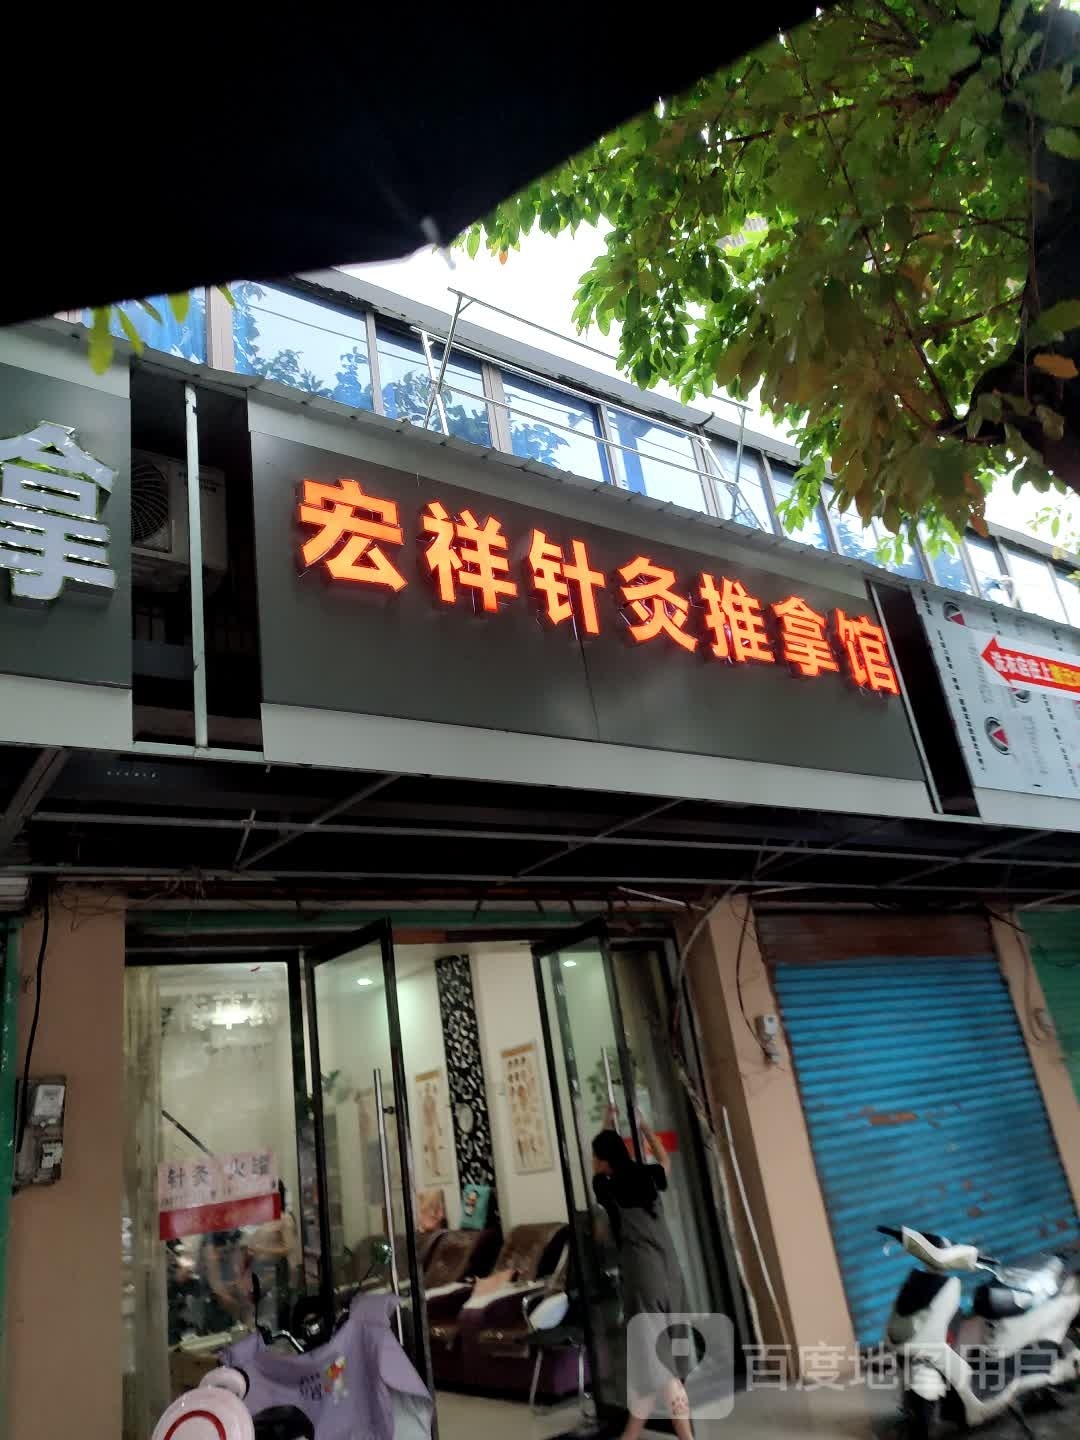 拿
宏祥针灸推拿馆
针灸 火罐
百度地图用户